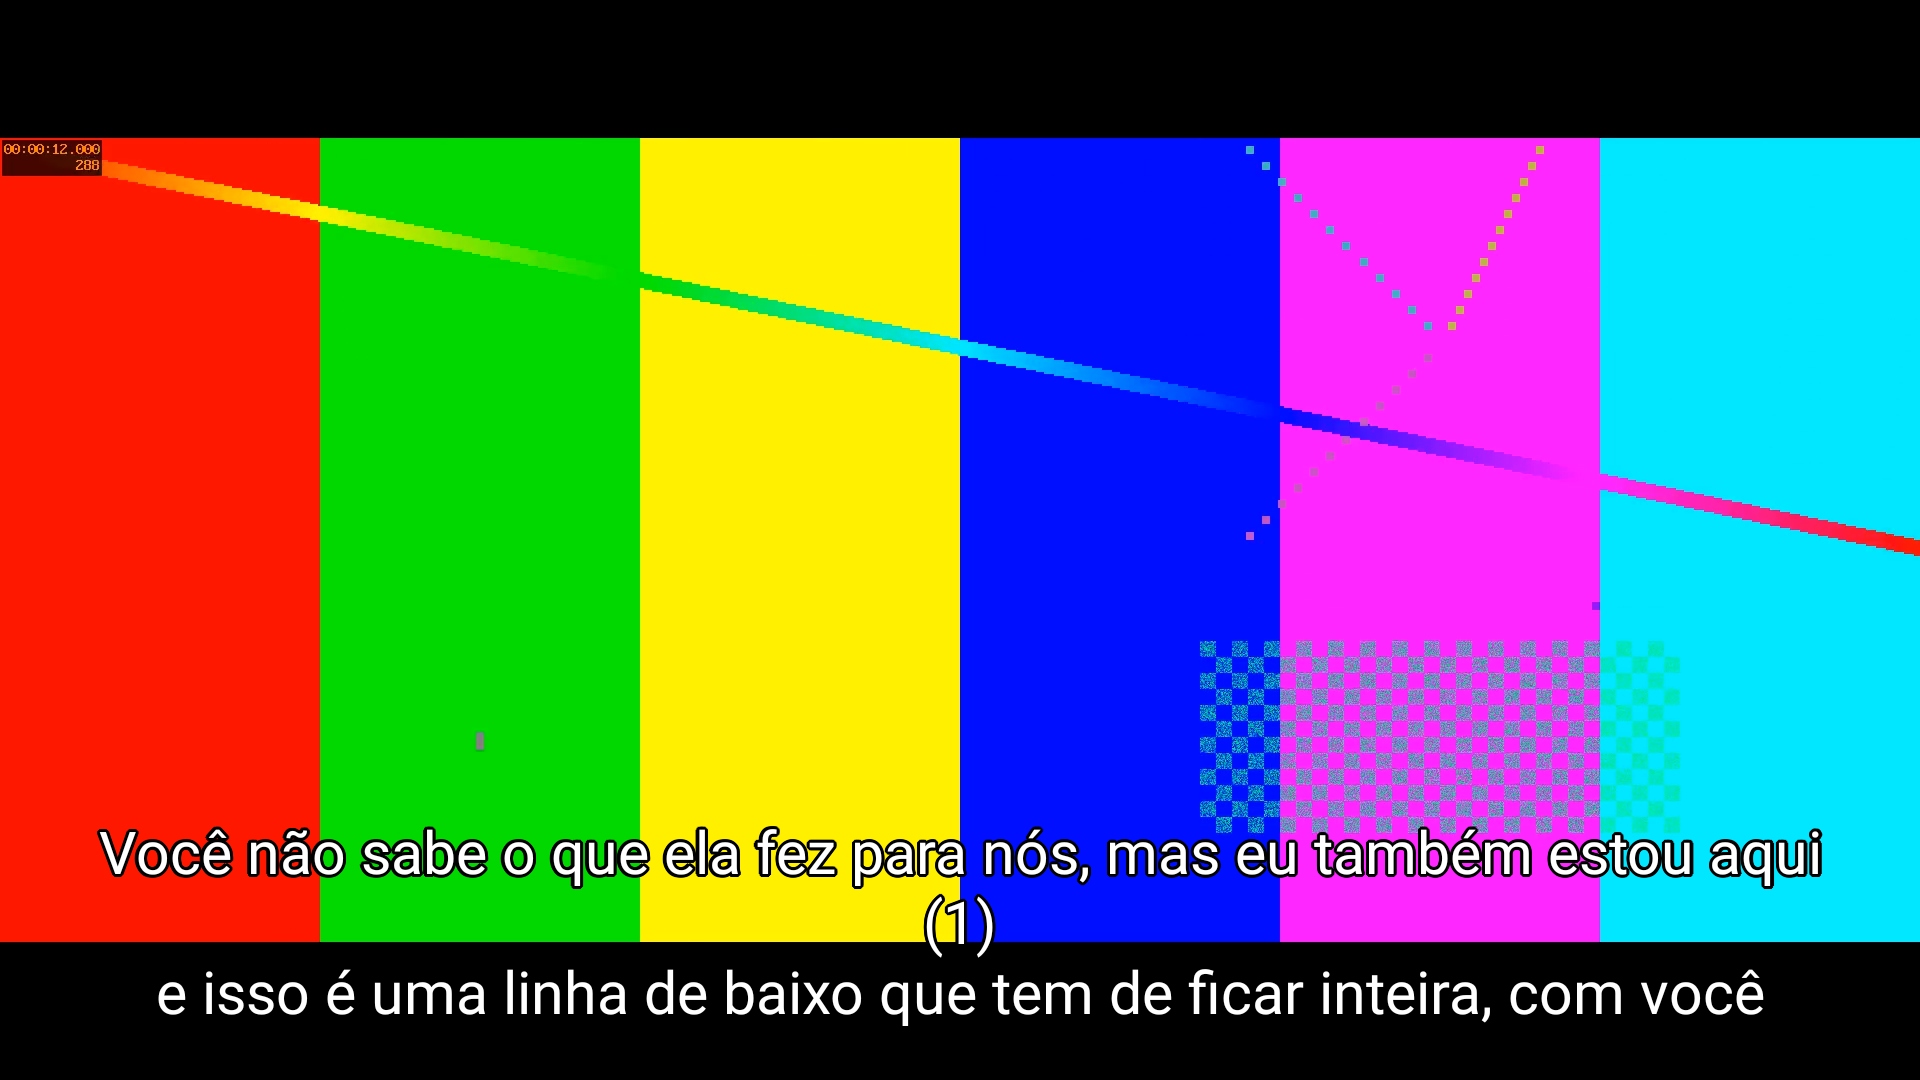 00:00:12.000
288
Você não sabe o que ela fez para nós, mas eu também estou aqui
(1)
e isso é uma linha de baixo que tem de ficar inteira, com você